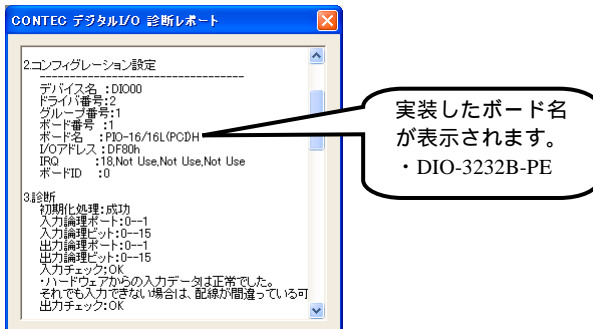 CONTEC デジタルI/O 診断レポート
2.コンフィグレーション設定
----------------------------------
デバイス名 :DIO00
ドライバ番号:2
グループ番号:1
ボード番号 :1
ボード名 :PIO-16/16L(PCI)H
I/Oアドレス:DF80h
IRQ :18,Not Use,Not Use,Not Use
ボードID :0
3.診断
初期化処理:成功
入力論理ポート:0--1
入力論理ビット:0--15
出力論理ポート:0--1
出力論理ビット:0--15
入力チェック:OK
・ハードウェアからの入力データは正常でした。
それでも入力できない場合は、配線が間違っている可
出力チェック:OK
実装したボード名
が表示されます。
・DIO-3232B-PE